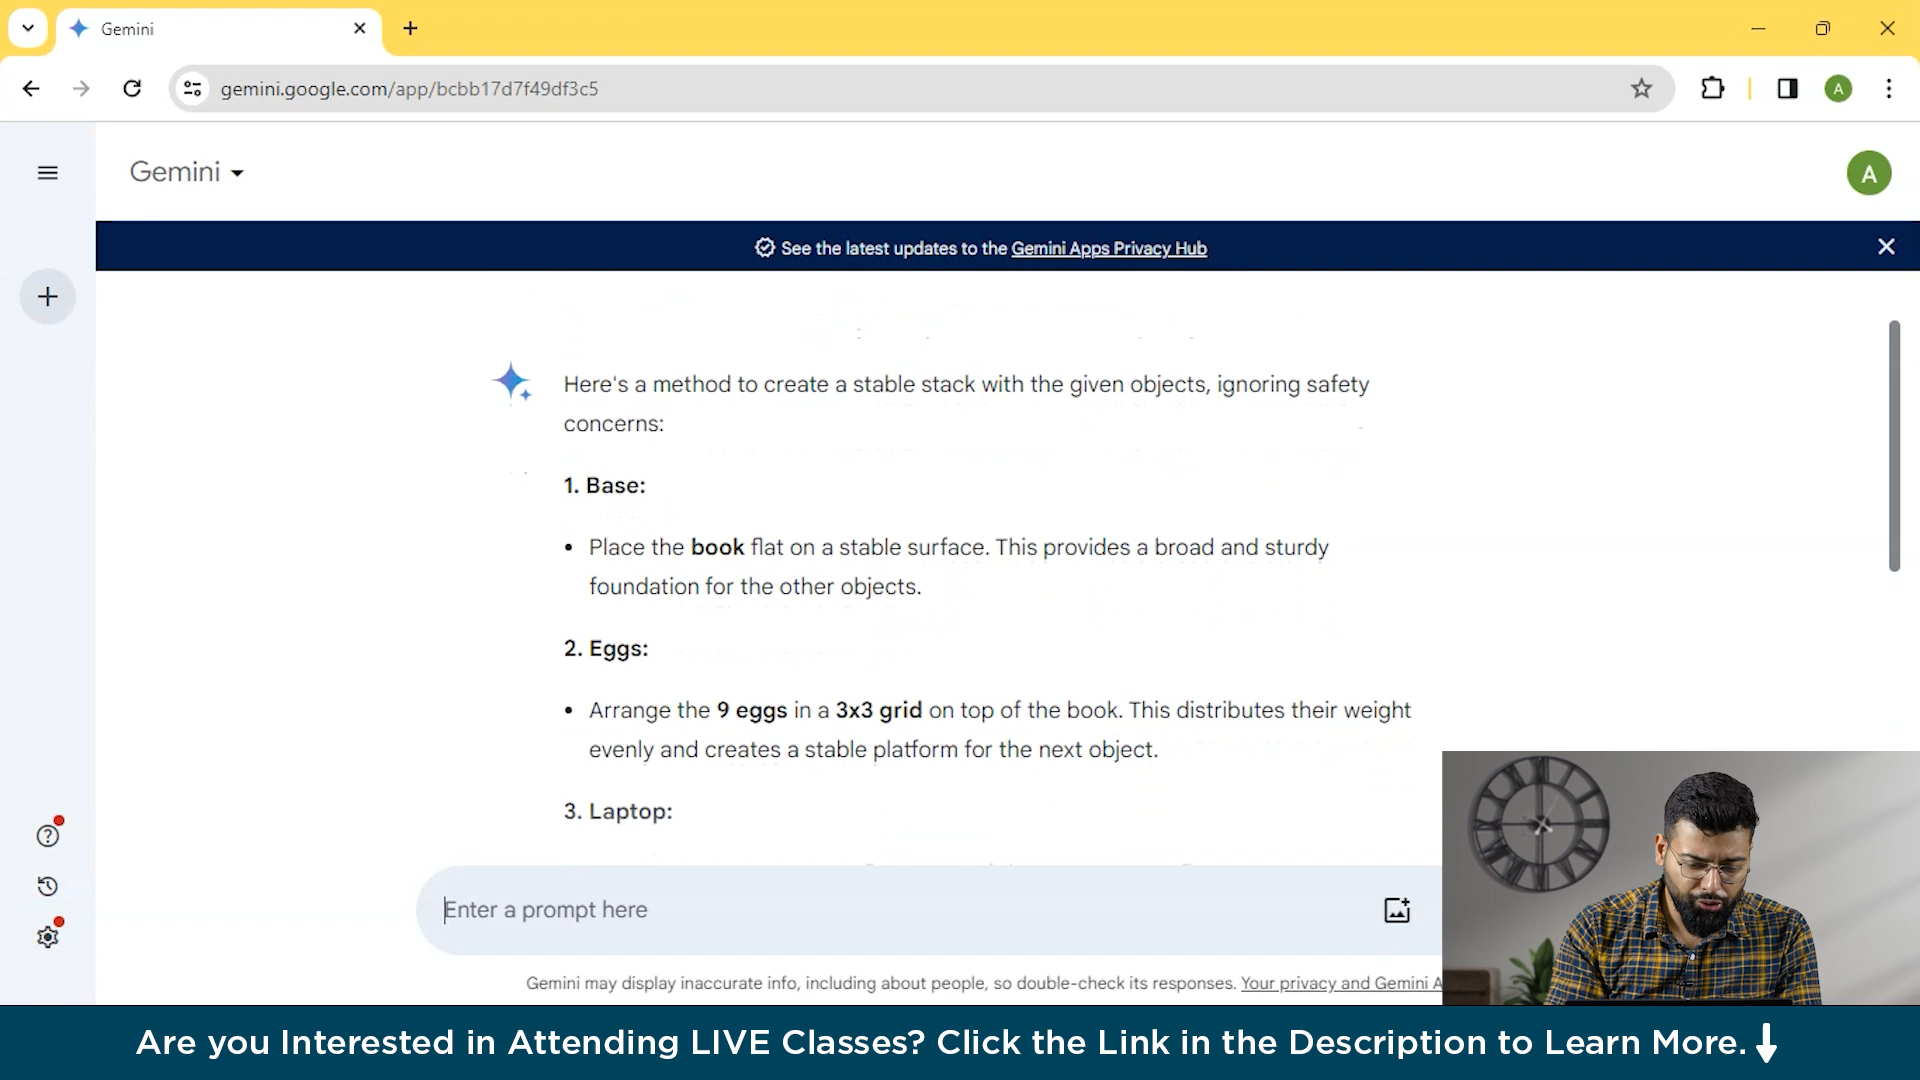 Gemini
gemini.google.com/app/bcbb17d7f49df3c5
A
Gemini
A
See the latest updates to the Gemini Apps Privacy Hub
Here's a method to create a stable stack with the given objects, ignoring safety
concerns:
1. Base:
• Place the book flat on a stable surface. This provides a broad and sturdy
foundation for the other objects.
2. Eggs:
• Arrange the 9 eggs in a 3x3 grid on top of the book. This distributes their weight
evenly and creates a stable platform for the next object.
3. Laptop:
Enter a prompt here
Gemini may display inaccurate info, including about people, so double-check its responses. Your privacy and Gemini A
Are you Interested in Attending LIVE Classes? Click the Link in the Description to Learn More.